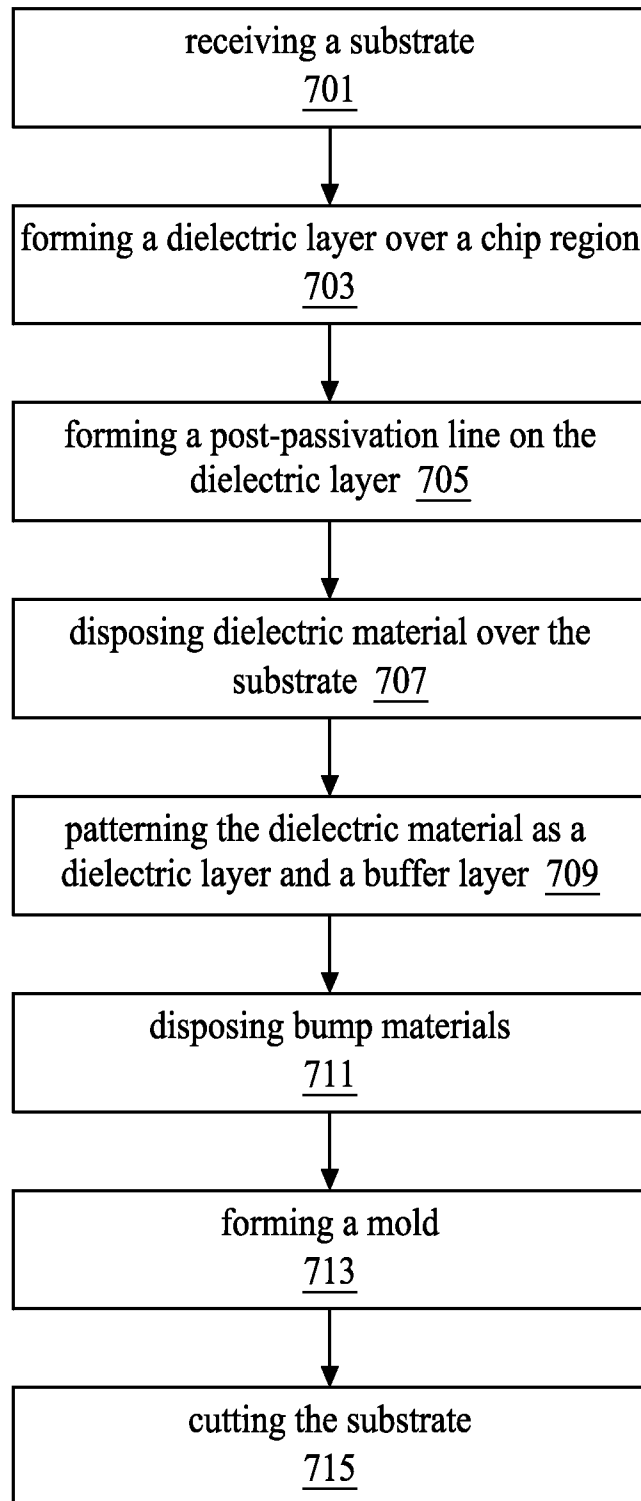 receiving a substrate
701
forming a dielectric layer over a chip region
703
forming a post-passivation line on the
dielectric layer 705
disposing dielectric material over the
substrate 707
patterning the dielectric material as a
dielectric layer and a buffer layer 709
disposing bump materials
711
forming a mold
713
cutting the substrate
715